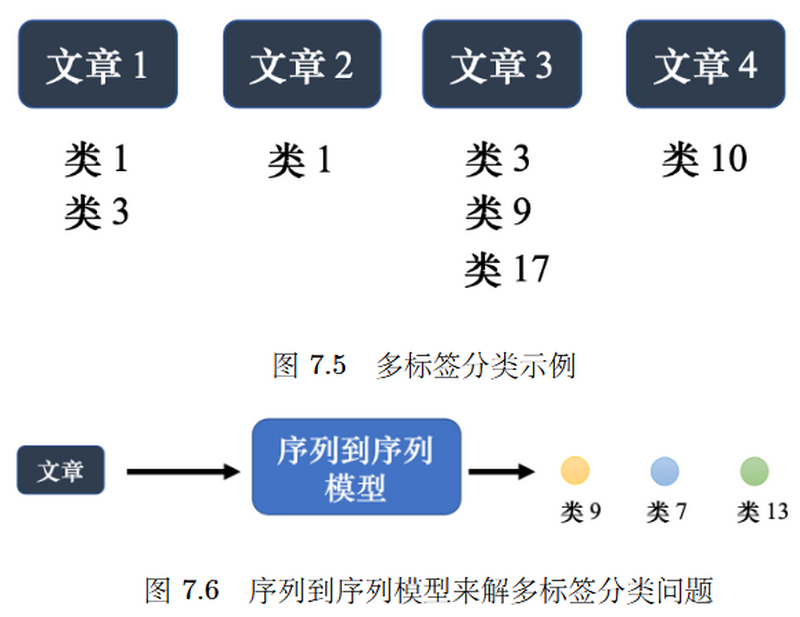 文章 1 文章 2 文章 3 文章 4
类 1 类 1 类 3 类 10
类 3 类 9
类 17
图 7.5 多标签分类示例
文章
序列到序列
模型
类 9 类 7 类 13
图 7.6 序列到序列模型来解多标签分类问题